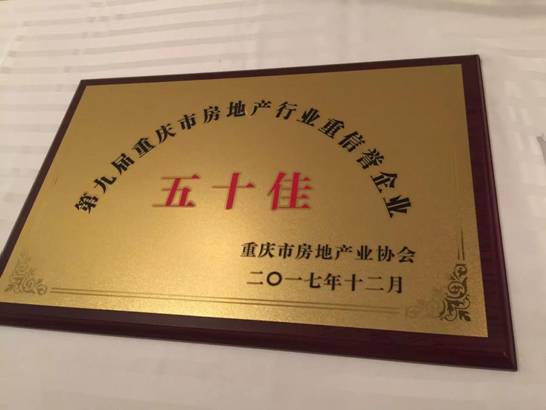 第九届重庆市房地产行业重信誉企业
五十佳
重庆市房地产业协会
二〇一七年十二月